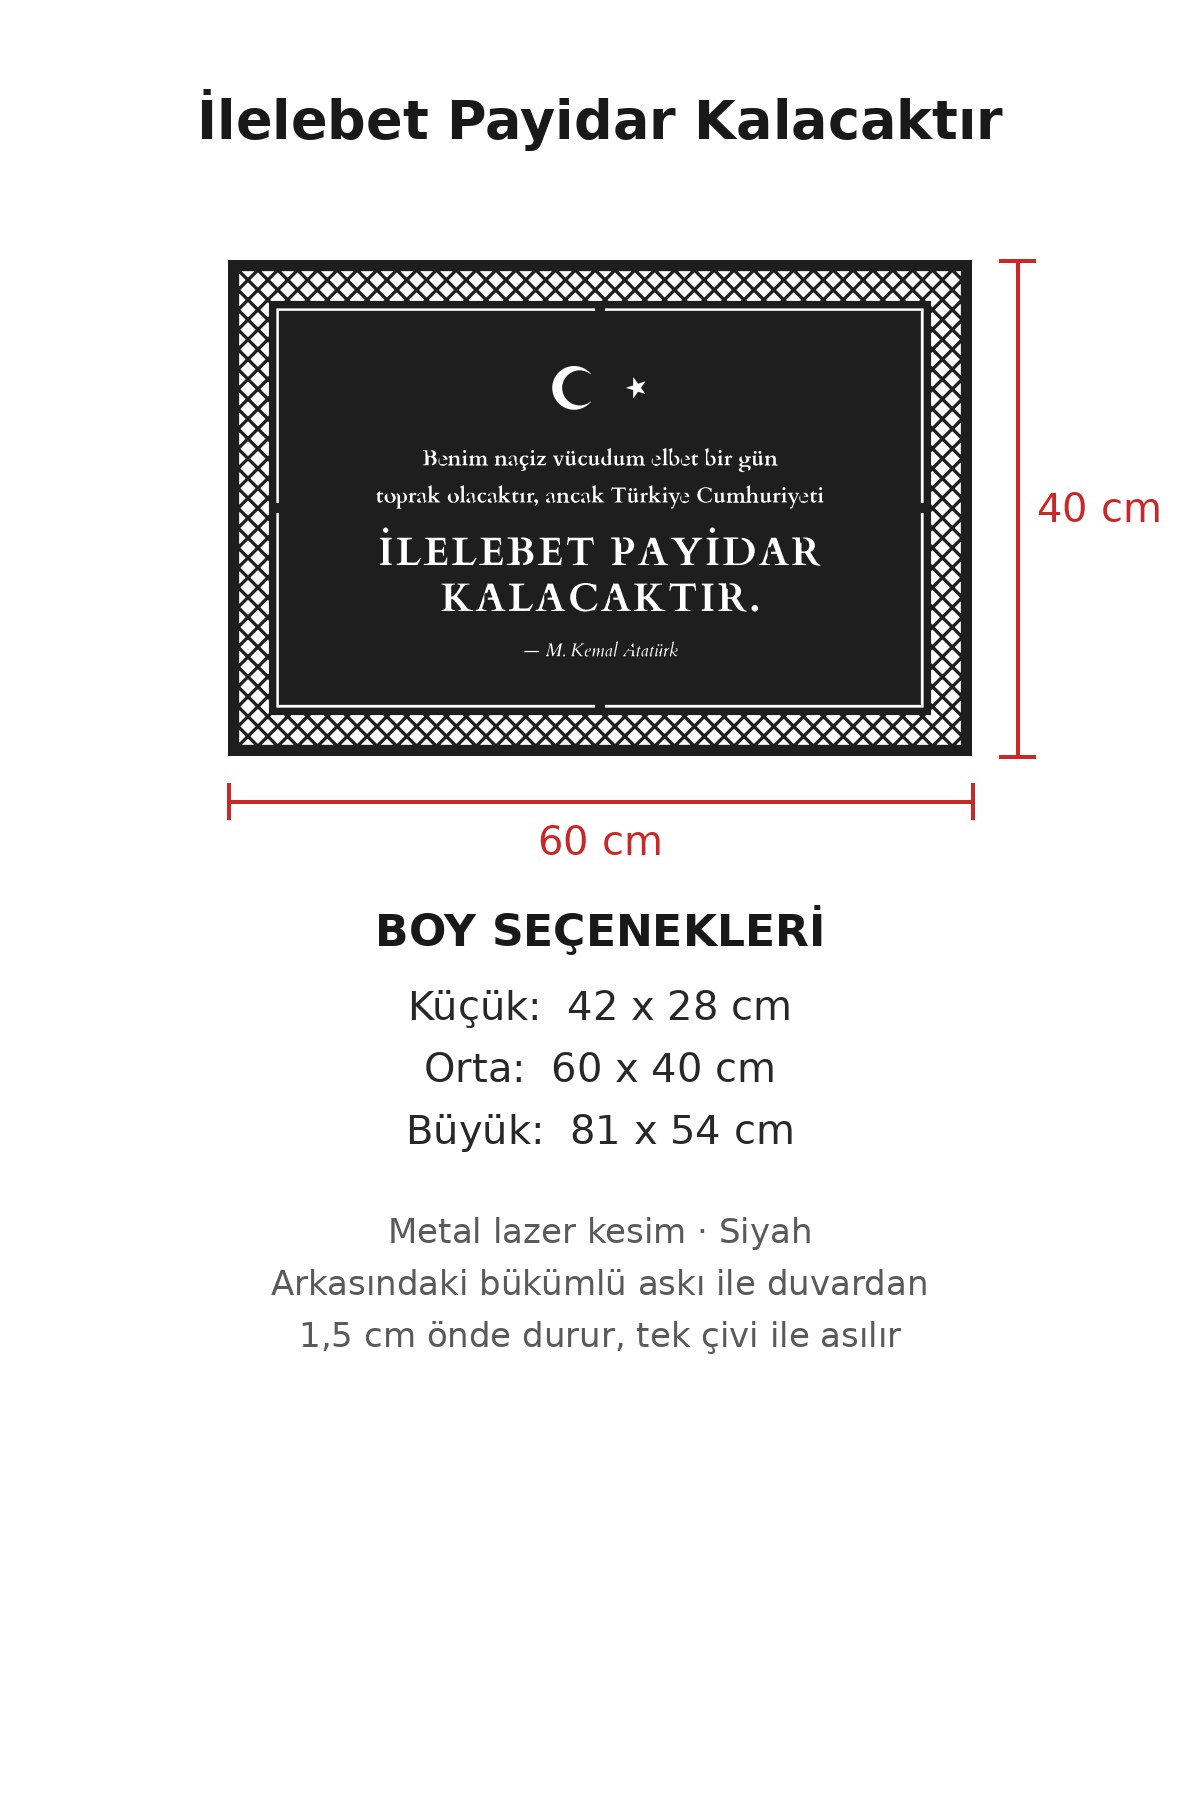 İlelebet Payidar Kalacaktır
Benim naçiz vücudum elbet bir gün
toprak olacaktır, ancak Türkiye Cumhuriyeti
İLELEBET PAYİDAR
KALACAKTIR.
— M. Kemal Atatürk
40 cm
60 cm
BOY SEÇENEKLERİ
Küçük: 42 x 28 cm
Orta: 60 x 40 cm
Büyük: 81 x 54 cm
Metal lazer kesim · Siyah
Arkasındaki bükümlü askı ile duvardan
1,5 cm önde durur, tek çivi ile asılır